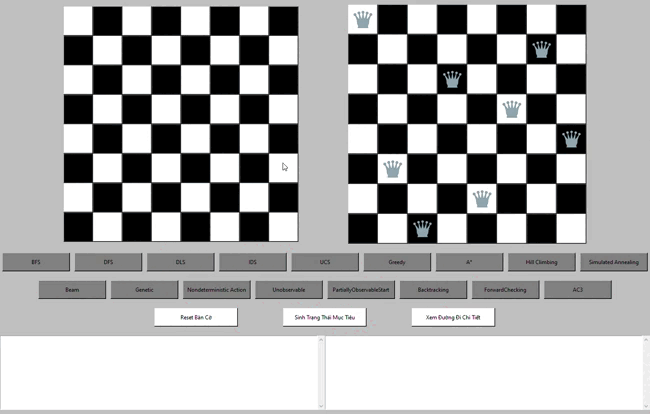 BFS DFS DLS IDS UCS Greedy A* Hill Climbing Simulated Annealing
Beam Genetic Nondeterministic Action Unobservable PartiallyObservableStart Backtracking ForwardChecking AC3
Reset Bàn Cờ Sinh Trạng Thái Mục Tiêu Xem Đường Đi Chi Tiết